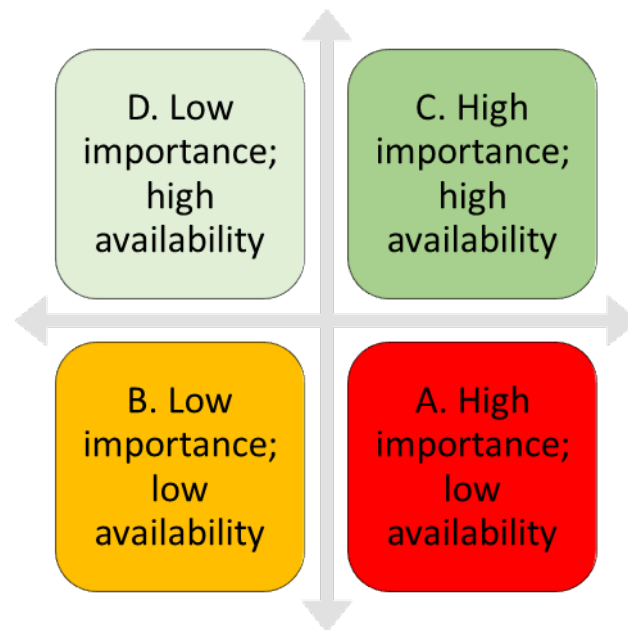 D. Low
importance;
high
availability
C. High
importance;
high
availability
B. Low
importance;
low
availability
A. High
importance;
low
availability